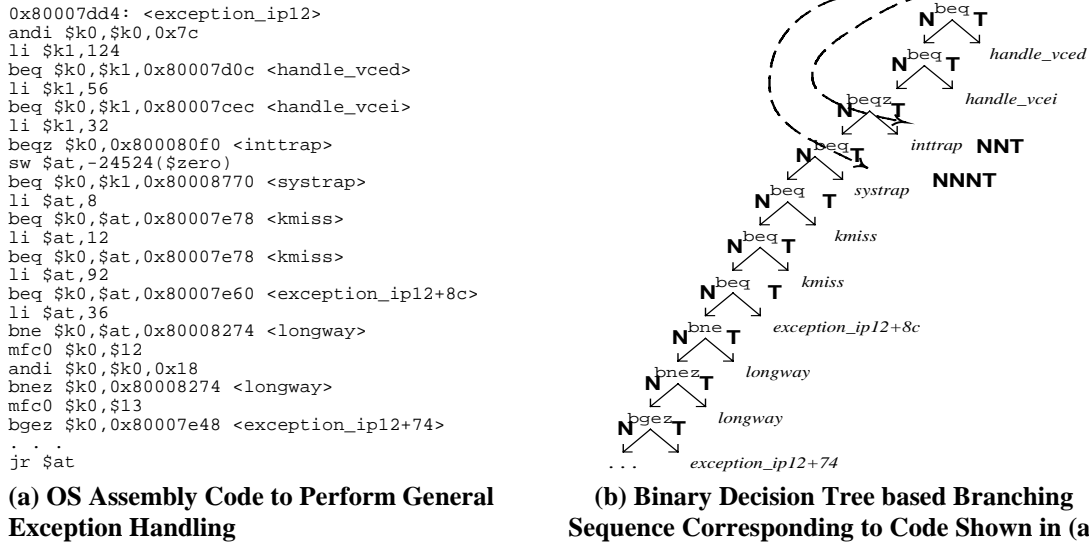 0x80007dd4: <exception_ip12>
andi $k0,$k0,0x7c
li $k1,124
beq $k0,$k1,0x80007d0c <handle_vced>
li $k1,56
beq $k0,$k1,0x80007cec <handle_vcei>
li $k1,32
beqz $k0,0x800080f0 <inttrap>
sw $at,-24524($zero)
beq $k0,$k1,0x80008770 <systrap>
li $at,8
beq $k0,$at,0x80007e78 <kmiss>
li $at,12
beq $k0,$at,0x80007e78 <kmiss>
li $at,92
beq $k0,$at,0x80007e60 <exception_ip12+8c>
li $at,36
bne $k0,$at,0x80008274 <longway>
mfc0 $k0,$12
andi $k0,$k0,0x18
bnez $k0,0x80008274 <longway>
mfc0 $k0,$13
bgez $k0,0x80007e48 <exception_ip12+74>
. . .
jr $at
(a) OS Assembly Code to Perform General
Exception Handling
N beq T
handle_vced
N beq T
handle_vcei
N beqz T
inttrap NNT
N beq T
systrap NNNT
N beq T
kmiss
N beq T
kmiss
N beq T
exception_ip12+8c
N bne T
longway
N bnez T
longway
N bgez T
. . . exception_ip12+74
(b) Binary Decision Tree based Branching
Sequence Corresponding to Code Shown in (a